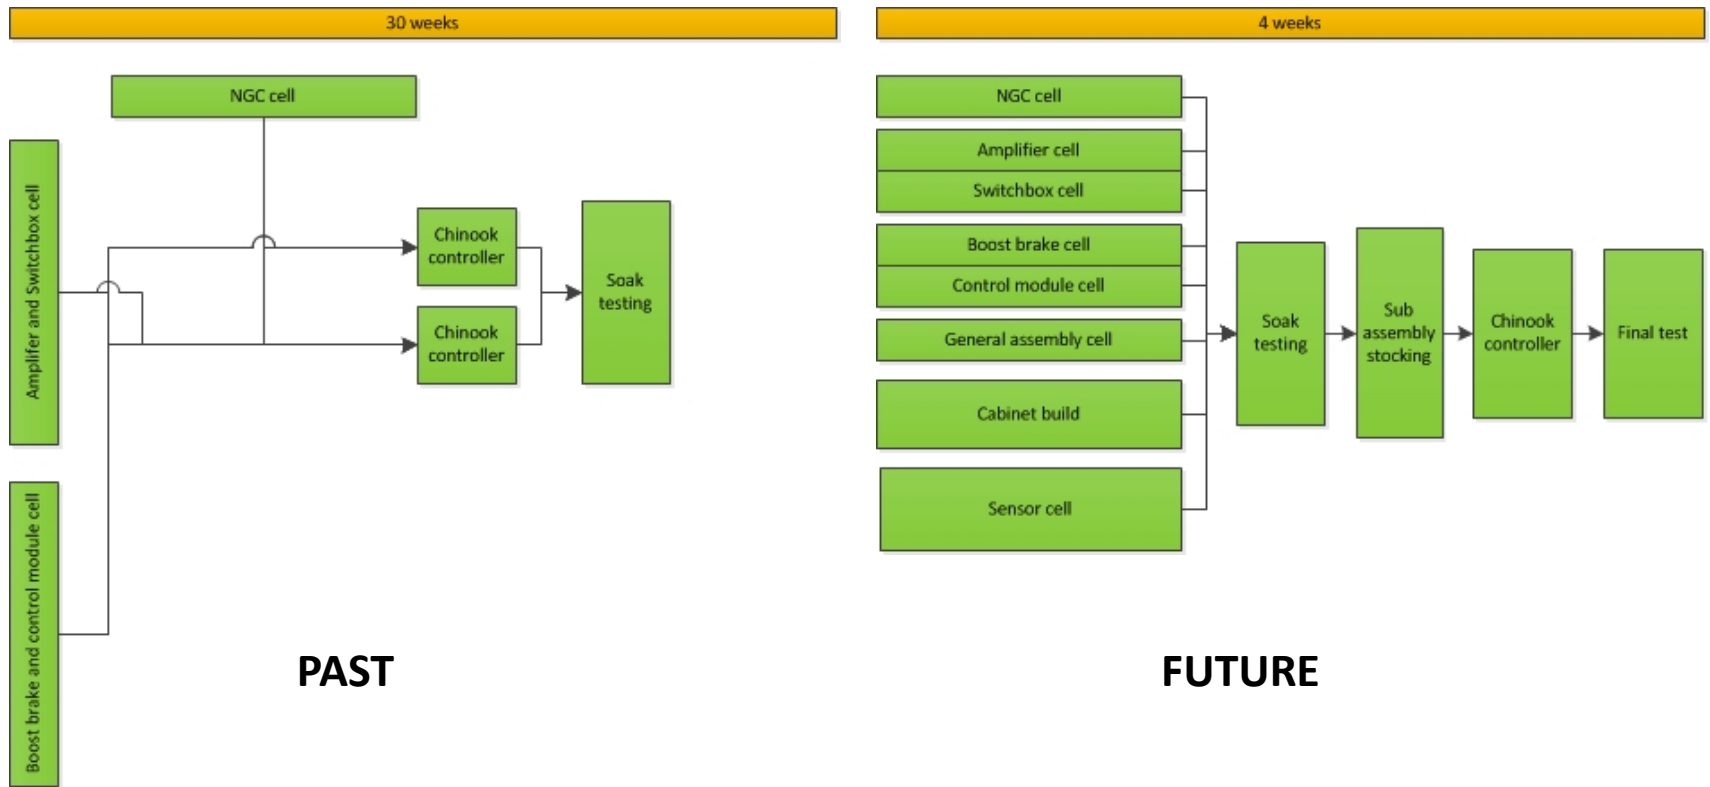 30 weeks
NGC cell
Amplifer and Switchbox cell
Chinook
controller
Chinook
controller
Soak
testing
Boost brake and control module cell
PAST
4 weeks
NGC cell
Amplifier cell
Switchbox cell
Boost brake cell
Control module cell
General assembly cell
Cabinet build
Sensor cell
Soak
testing
Sub
assembly
stocking
Chinook
controller
Final test
FUTURE